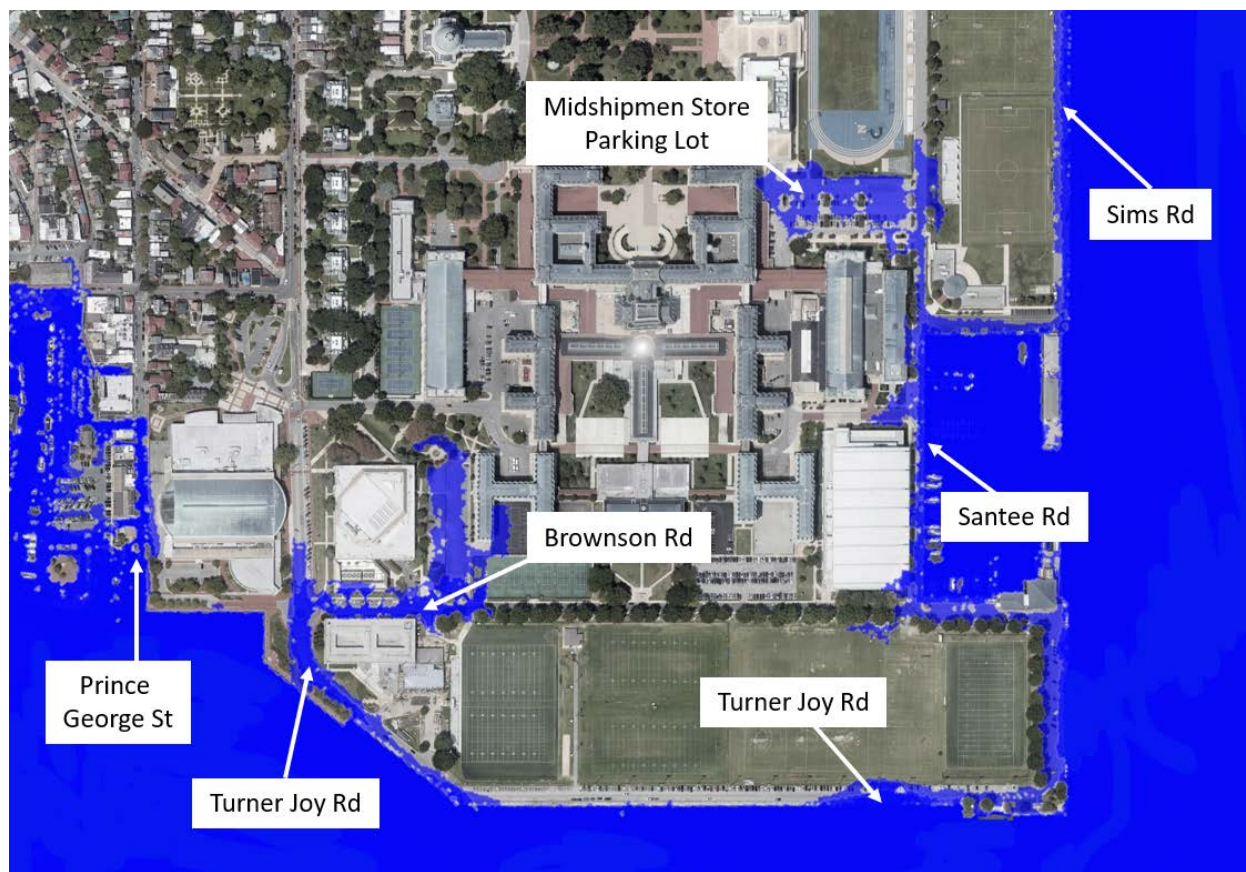 Midshipmen Store
Parking Lot
Sims Rd
Santee Rd
Brownson Rd
Prince
George St
Turner Joy Rd
Turner Joy Rd